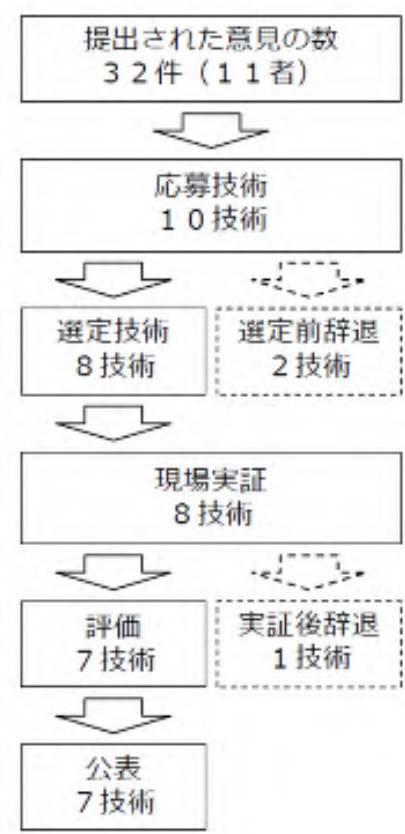 提出された意見の数
３２件（１１者）
応募技術
１０技術
選定技術
８技術
選定前辞退
２技術
現場実証
８技術
評価
７技術
実証後辞退
１技術
公表
７技術